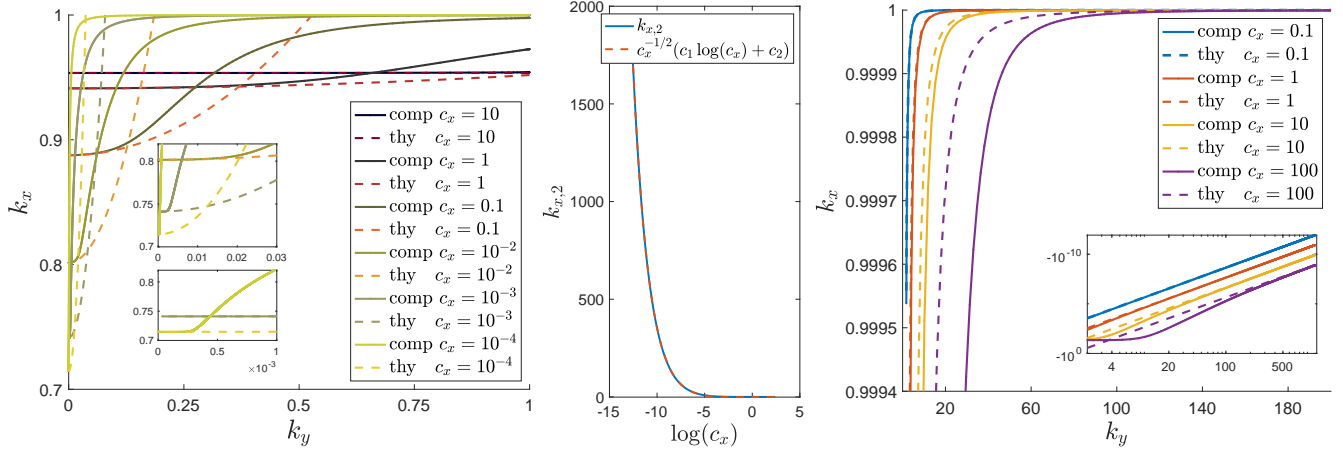 1
0.9
0.8
0.7
0
0.25
0.5
0.75
1
k_x
k_y
comp c_x = 10
thy c_x = 10
comp c_x = 1
thy c_x = 1
comp c_x = 0.1
thy c_x = 0.1
comp c_x = 10^{-2}
thy c_x = 10^{-2}
comp c_x = 10^{-3}
thy c_x = 10^{-3}
comp c_x = 10^{-4}
thy c_x = 10^{-4}
0.8
0.7
0
0.01
0.02
0.03
0.8
0.75
0.7
0
0.5
1
×10^{-3}
2000
1500
1000
500
0
-15
-10
-5
0
5
k_{x,2}
log(c_x)
k_{x,2}
c_x^{-1/2}(c_1 log(c_x) + c_2)
1
0.9999
0.9998
0.9997
0.9996
0.9995
0.9994
20
60
100
140
180
k_x
k_y
comp c_x = 0.1
thy c_x = 0.1
comp c_x = 1
thy c_x = 1
comp c_x = 10
thy c_x = 10
comp c_x = 100
thy c_x = 100
-10^{-10}
-10^0
4
20
100
500